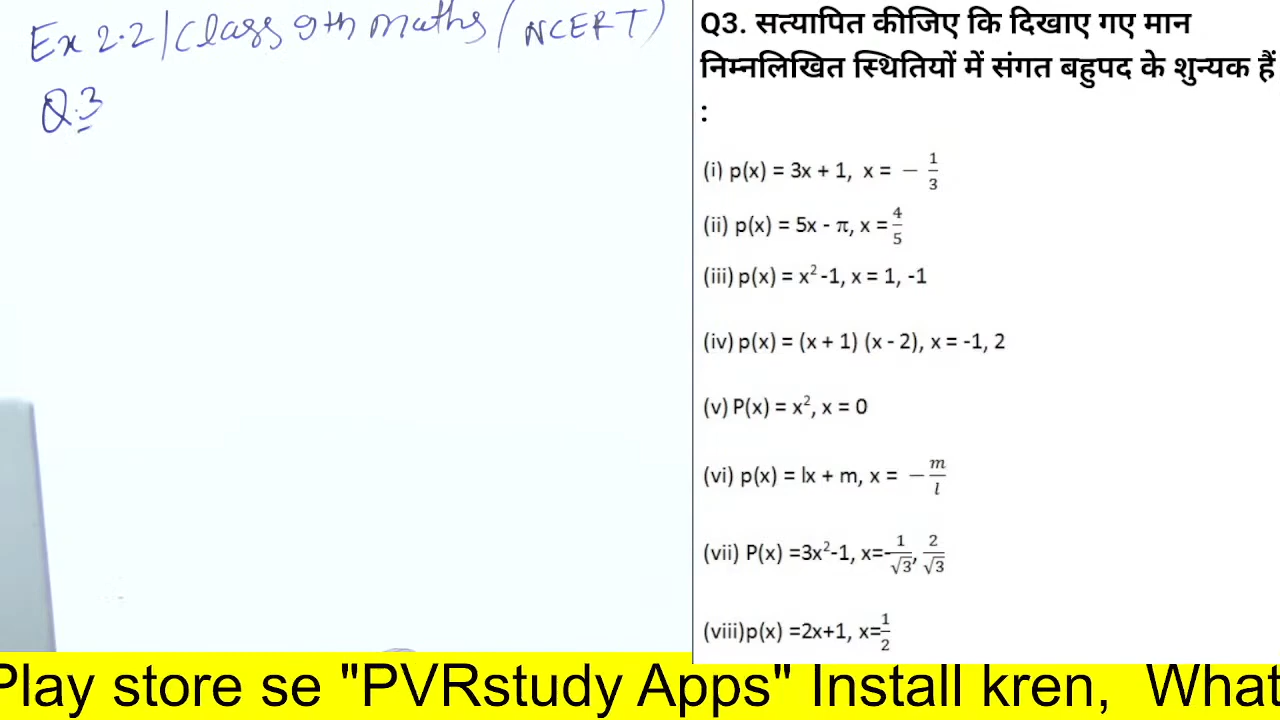 Ex 2.2/Class 9th Maths (NCERT)
Q.3
Q3. सत्यापित कीजिए कि दिखाए गए मान
निम्नलिखित स्थितियों में संगत बहुपद के शुन्यक हैं
:
(i) p(x) = 3x + 1, x = − 1/3
(ii) p(x) = 5x - π, x = 4/5
(iii) p(x) = x² -1, x = 1, -1
(iv) p(x) = (x + 1) (x - 2), x = -1, 2
(v) P(x) = x², x = 0
(vi) p(x) = lx + m, x = − m/l
(vii) P(x) =3x²-1, x=-1/√3, 2/√3
(viii)p(x) =2x+1, x=1/2
Play store se "PVRstudy Apps" Install kren, What